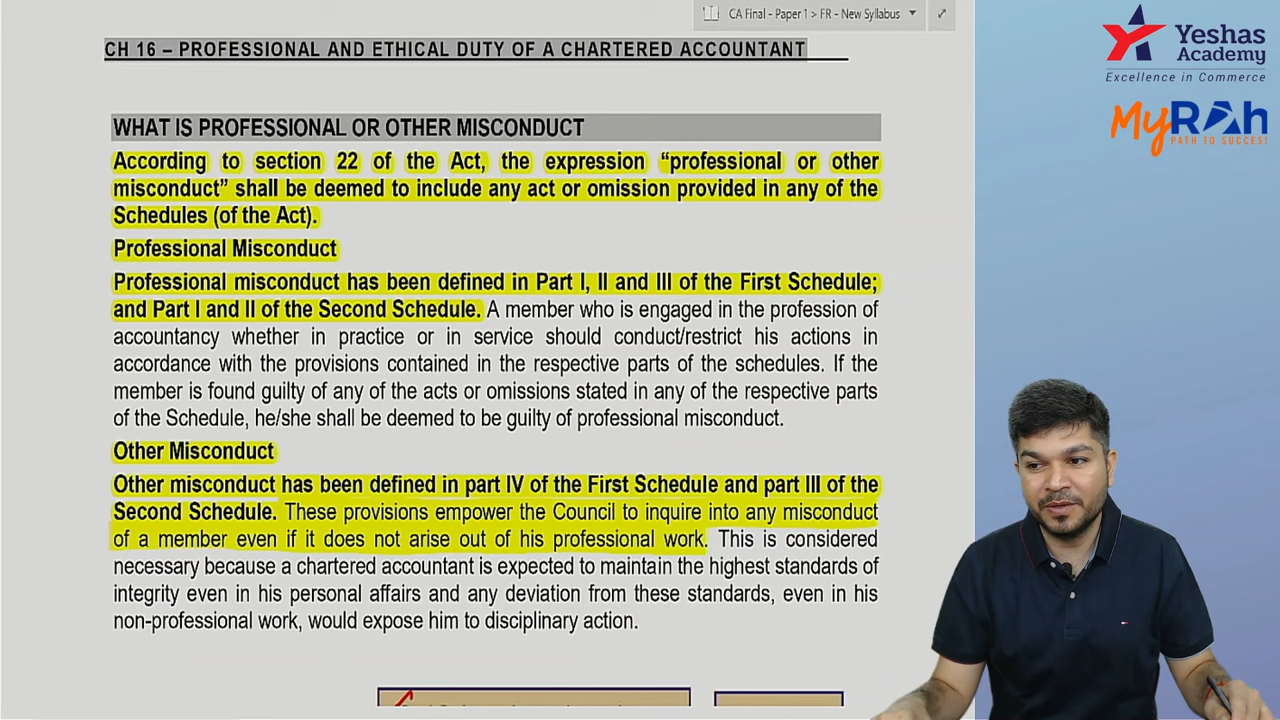 CA Final - Paper 1 > FR - New Syllabus
CH 16 – PROFESSIONAL AND ETHICAL DUTY OF A CHARTERED ACCOUNTANT
Yeshas
Academy
Excellence in Commerce
MyRAh
PATH TO SUCCESS!
WHAT IS PROFESSIONAL OR OTHER MISCONDUCT
According to section 22 of the Act, the expression “professional or other
misconduct” shall be deemed to include any act or omission provided in any of the
Schedules (of the Act).
Professional Misconduct
Professional misconduct has been defined in Part I, II and III of the First Schedule;
and Part I and II of the Second Schedule. A member who is engaged in the profession of
accountancy whether in practice or in service should conduct/restrict his actions in
accordance with the provisions contained in the respective parts of the schedules. If the
member is found guilty of any of the acts or omissions stated in any of the respective parts
of the Schedule, he/she shall be deemed to be guilty of professional misconduct.
Other Misconduct
Other misconduct has been defined in part IV of the First Schedule and part III of the
Second Schedule. These provisions empower the Council to inquire into any misconduct
of a member even if it does not arise out of his professional work. This is considered
necessary because a chartered accountant is expected to maintain the highest standards of
integrity even in his personal affairs and any deviation from these standards, even in his
non-professional work, would expose him to disciplinary action.